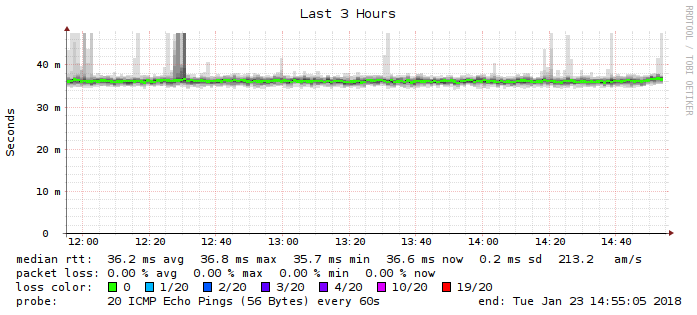 Last 3 Hours
RRDTOOL / TOBI OETIKER
Seconds
40 m
30 m
20 m
10 m
0
12:00 12:20 12:40 13:00 13:20 13:40 14:00 14:20 14:40
median rtt: 36.2 ms avg 36.8 ms max 35.7 ms min 36.6 ms now 0.2 ms sd 213.2 am/s
packet loss: 0.00 % avg 0.00 % max 0.00 % min 0.00 % now
loss color: 0 1/20 2/20 3/20 4/20 10/20 19/20
probe: 20 ICMP Echo Pings (56 Bytes) every 60s end: Tue Jan 23 14:55:05 2018